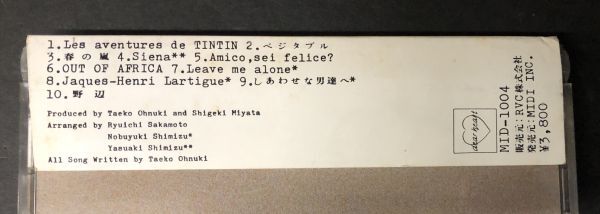 1.Les aventures de TINTIN 2.ベジタブル
3.春の嵐 4.Siena** 5.Amico,sei felice?
6.OUT OF AFRICA 7.Leave me alone*
8.Jaques-Henri Lartigue* 9.しあわせな男達へ*
10.野辺
Produced by Taeko Ohnuki and Shigeki Miyata
Arranged by Ryuichi Sakamoto
Nobuyuki Shimizu*
Yasuaki Shimizu**
All Song Written by Taeko Ohnuki
dear heart
MID-1004
販売元:RVC株式会社
発売元:MIDI INC.
¥3,800